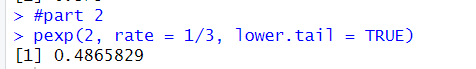 > #part 2
> pexp(2, rate = 1/3, lower.tail = TRUE)
[1] 0.4865829